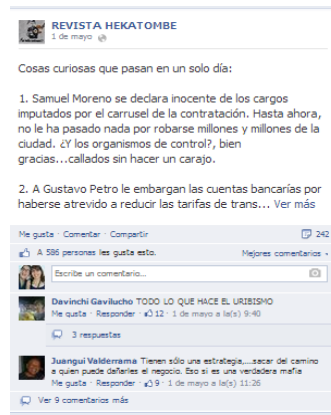 REVISTA HEKATOMBE
1 de mayo
Cosas curiosas que pasan en un solo día:
1. Samuel Moreno se declara inocente de los cargos
imputados por el carrusel de la contratación. Hasta ahora,
no le ha pasado nada por robarse millones y millones de la
ciudad. ¿Y los organismos de control?, bien
gracias...callados sin hacer un carajo.
2. A Gustavo Petro le embargan las cuentas bancarías por
haberse atrevido a reducir las tarifas de trans... Ver más
Me gusta · Comentar · Compartir 242
A 586 personas les gusta esto. Mejores comentarios
Escribe un comentario...
Davinchi Gavilucho TODO LO QUE HACE EL URIBISMO
Me gusta · Responder · 12 · 1 de mayo a la(s) 9:40
3 respuestas
Juangui Valderrama Tienen sólo una estrategia,...sacar del camino
a quien puede dañarles el negocio. Eso si es una verdadera mafia
Me gusta · Responder · 9 · 1 de mayo a la(s) 11:26
Ver 9 comentarios más